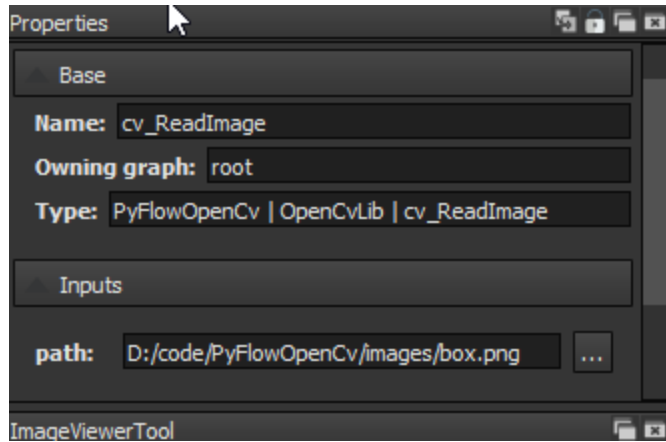 Properties
Base
Name: cv_ReadImage
Owning graph: root
Type: PyFlowOpenCv | OpenCvLib | cv_ReadImage
Inputs
path: D:/code/PyFlowOpenCv/images/box.png ...
ImageViewerTool